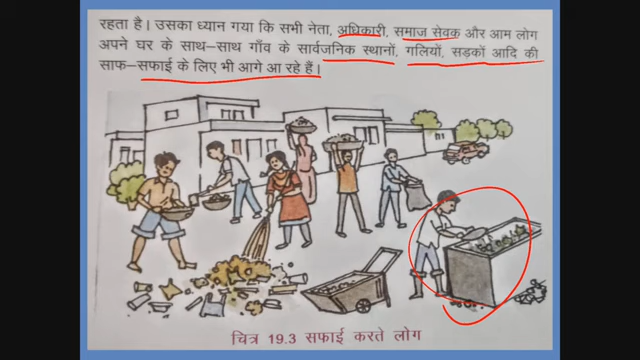 रहता है। उसका ध्यान गया कि सभी नेता, अधिकारी, समाज सेवक और आम लोग
अपने घर के साथ–साथ गाँव के सार्वजनिक स्थानों, गलियों, सड़कों आदि की
साफ–सफाई के लिए भी आगे आ रहे हैं।
चित्र 19.3 सफाई करते लोग